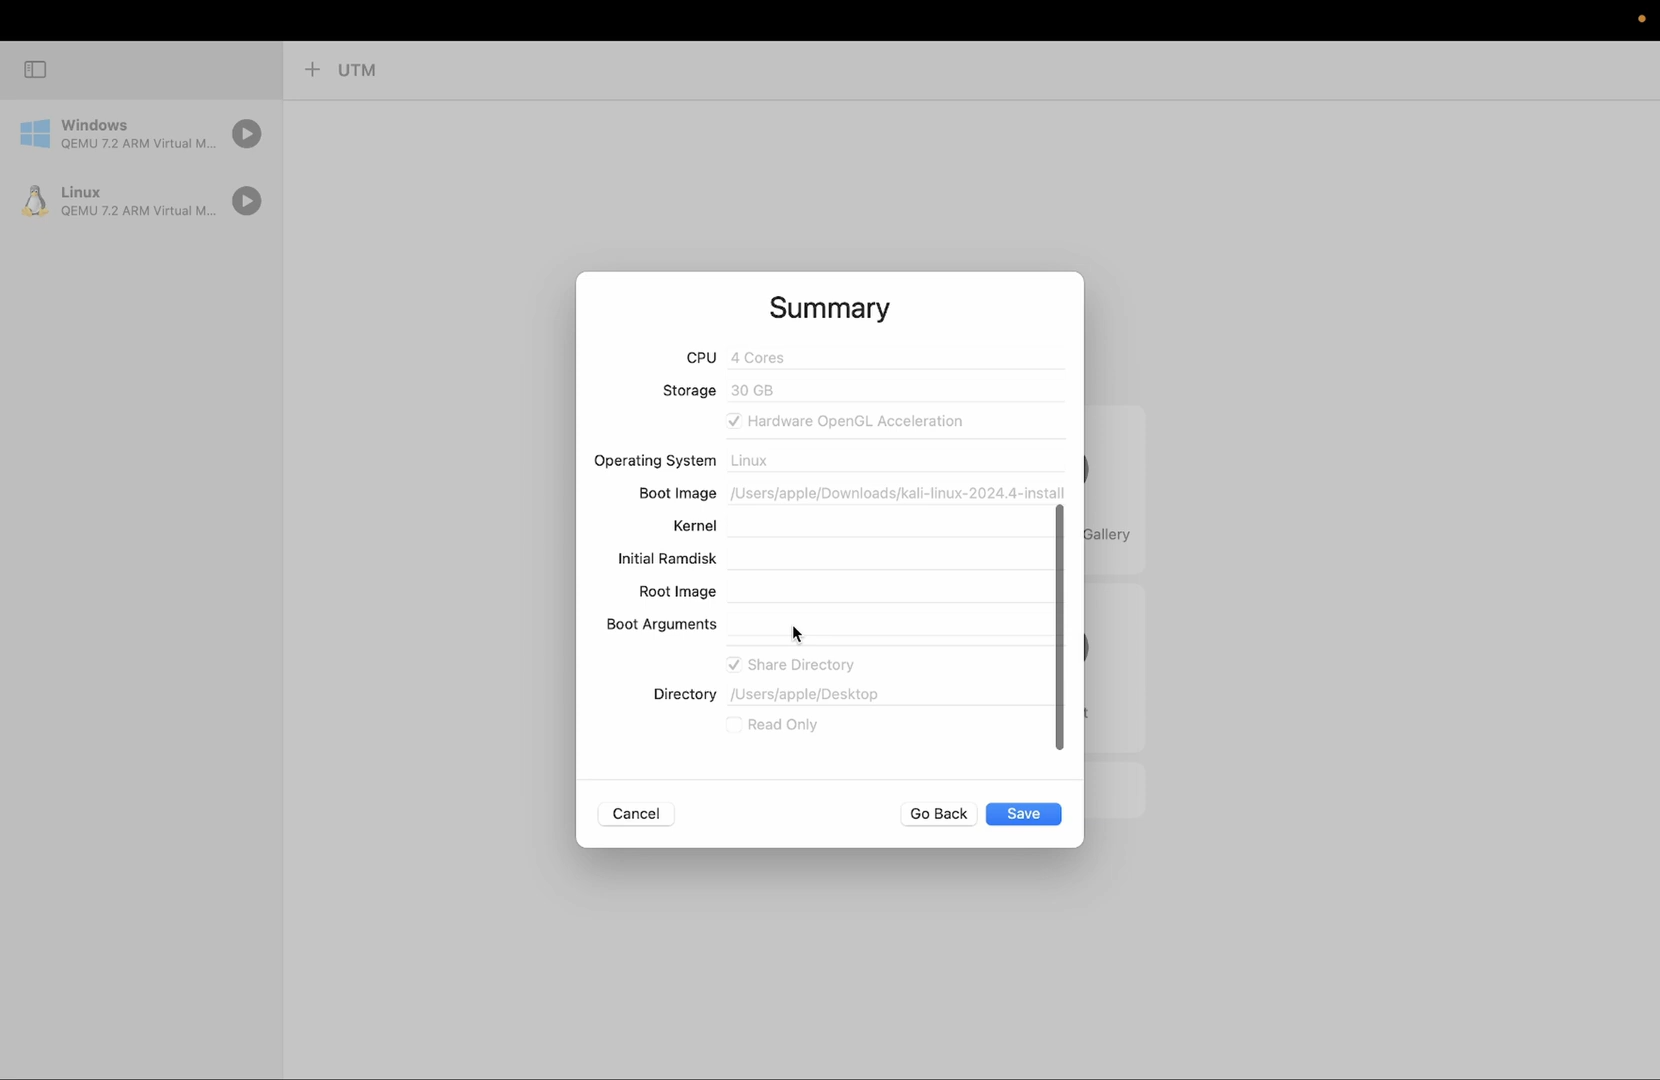 UTM
Windows
QEMU 7.2 ARM Virtual M...
Linux
QEMU 7.2 ARM Virtual M...
Summary
CPU 4 Cores
Storage 30 GB
Hardware OpenGL Acceleration
Operating System Linux
Boot Image /Users/apple/Downloads/kali-linux-2024.4-install
Kernel
Gallery
Initial Ramdisk
Root Image
Boot Arguments
Share Directory
Directory /Users/apple/Desktop
t
Read Only
Cancel Go Back Save